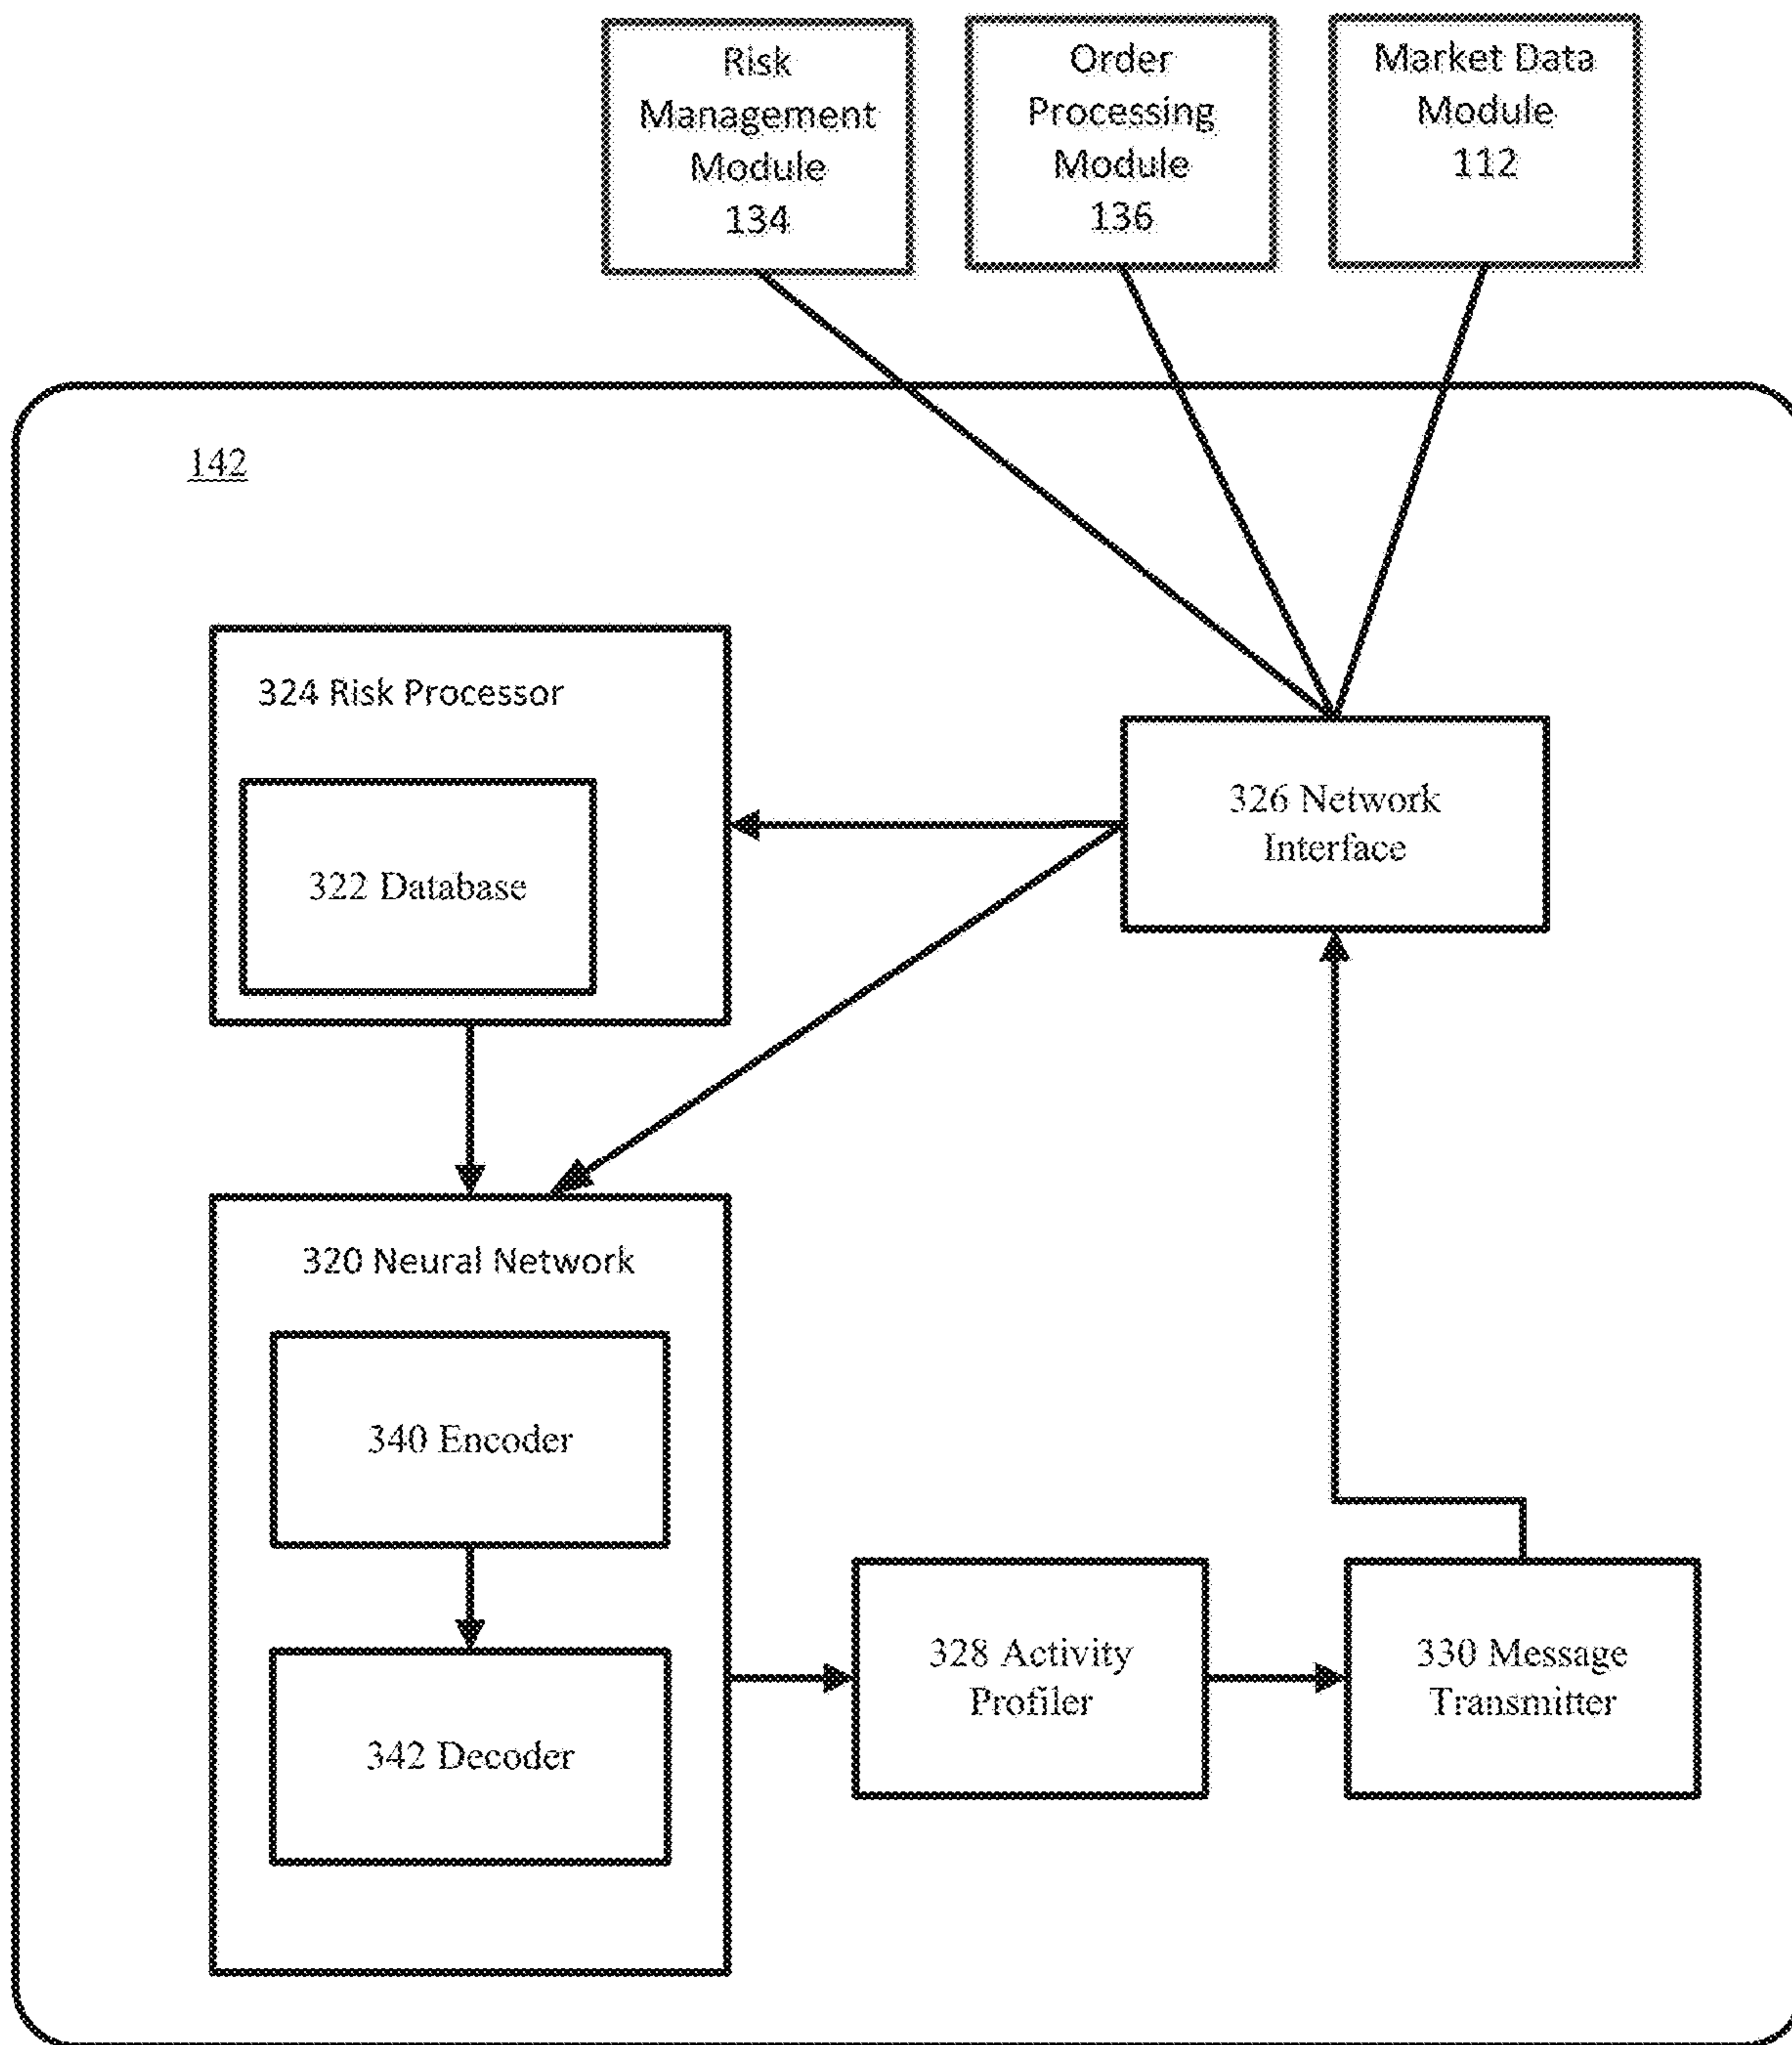 Risk
Management
Module
134
Order
Processing
Module
136
Market Data
Module
112
142
324 Risk Processor
322 Database
326 Network
Interface
320 Neural Network
340 Encoder
342 Decoder
328 Activity
Profiler
330 Message
Transmitter